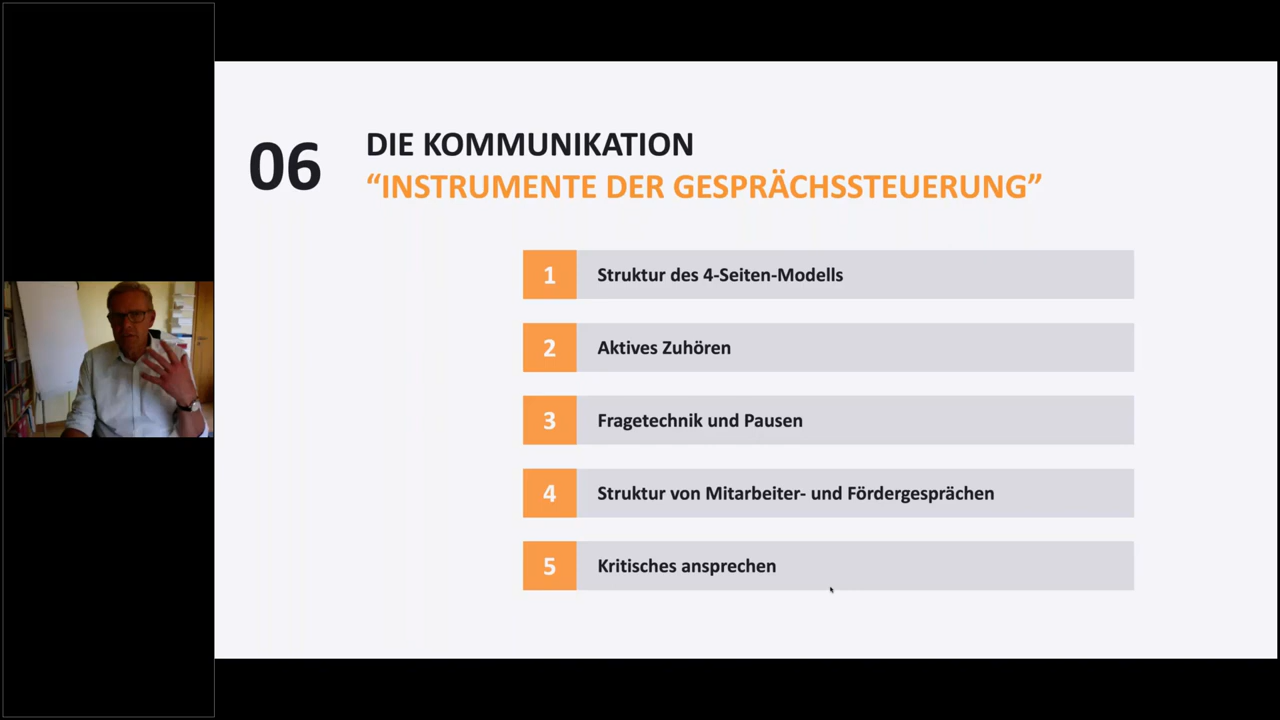 06
DIE KOMMUNIKATION
“INSTRUMENTE DER GESPRÄCHSSTEUERUNG”
1 Struktur des 4-Seiten-Modells
2 Aktives Zuhören
3 Fragetechnik und Pausen
4 Struktur von Mitarbeiter- und Fördergesprächen
5 Kritisches ansprechen